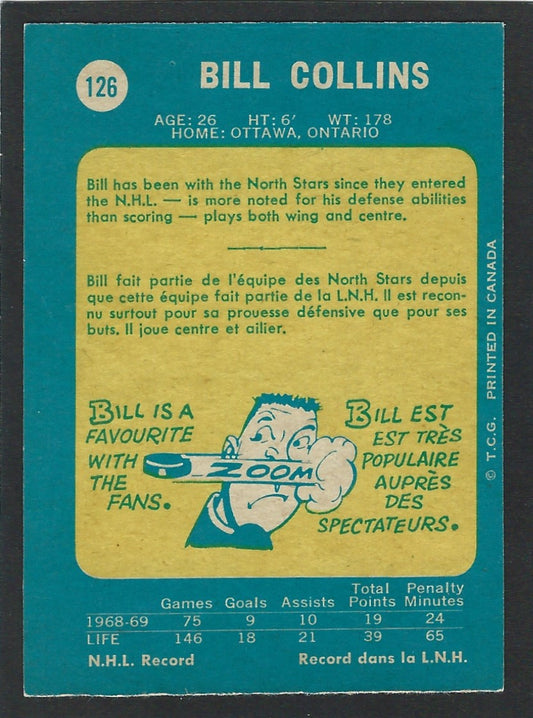 126
BILL COLLINS
AGE: 26 HT: 6' WT: 178
HOME: OTTAWA, ONTARIO
Bill has been with the North Stars since they entered
the N.H.L. — is more noted for his defense abilities
than scoring — plays both wing and centre.
Bill fait partie de l'équipe des North Stars depuis
que cette équipe fait partie de la L.N.H. Il est recon-
nu surtout pour sa prouesse défensive que pour ses
buts. Il joue centre et ailier.
BILL IS A
FAVOURITE
WITH
THE
FANS.
ZOOM
BILL EST
EST TRÈS
POPULAIRE
AUPRÈS
DES
SPECTATEURS.
© T.C.G. PRINTED IN CANADA
Games Goals Assists Total Points Penalty Minutes
1968-69 75 9 10 19 24
LIFE 146 18 21 39 65
N.H.L. Record Record dans la L.N.H.